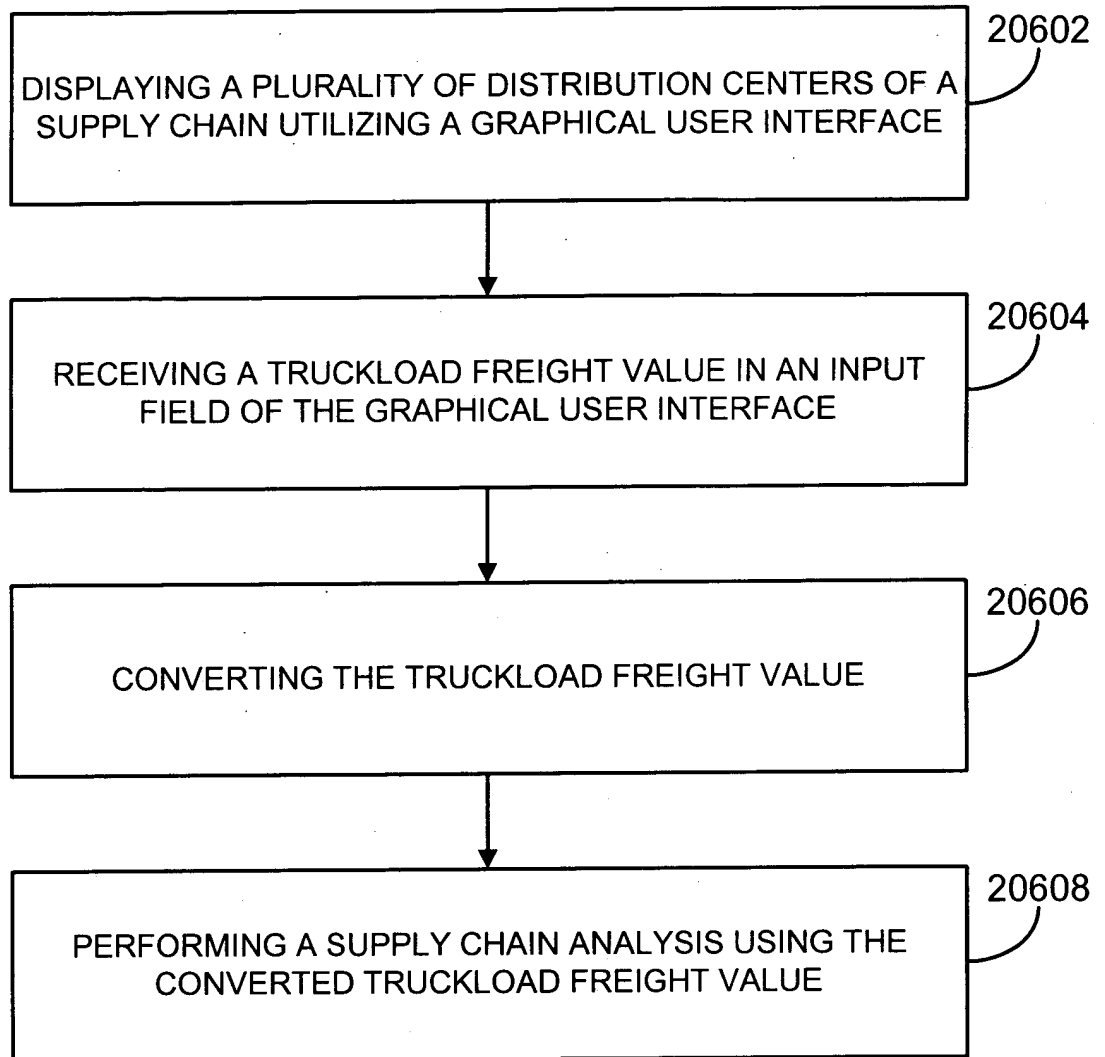 20602
DISPLAYING A PLURALITY OF DISTRIBUTION CENTERS OF A
SUPPLY CHAIN UTILIZING A GRAPHICAL USER INTERFACE
20604
RECEIVING A TRUCKLOAD FREIGHT VALUE IN AN INPUT
FIELD OF THE GRAPHICAL USER INTERFACE
20606
CONVERTING THE TRUCKLOAD FREIGHT VALUE
20608
PERFORMING A SUPPLY CHAIN ANALYSIS USING THE
CONVERTED TRUCKLOAD FREIGHT VALUE